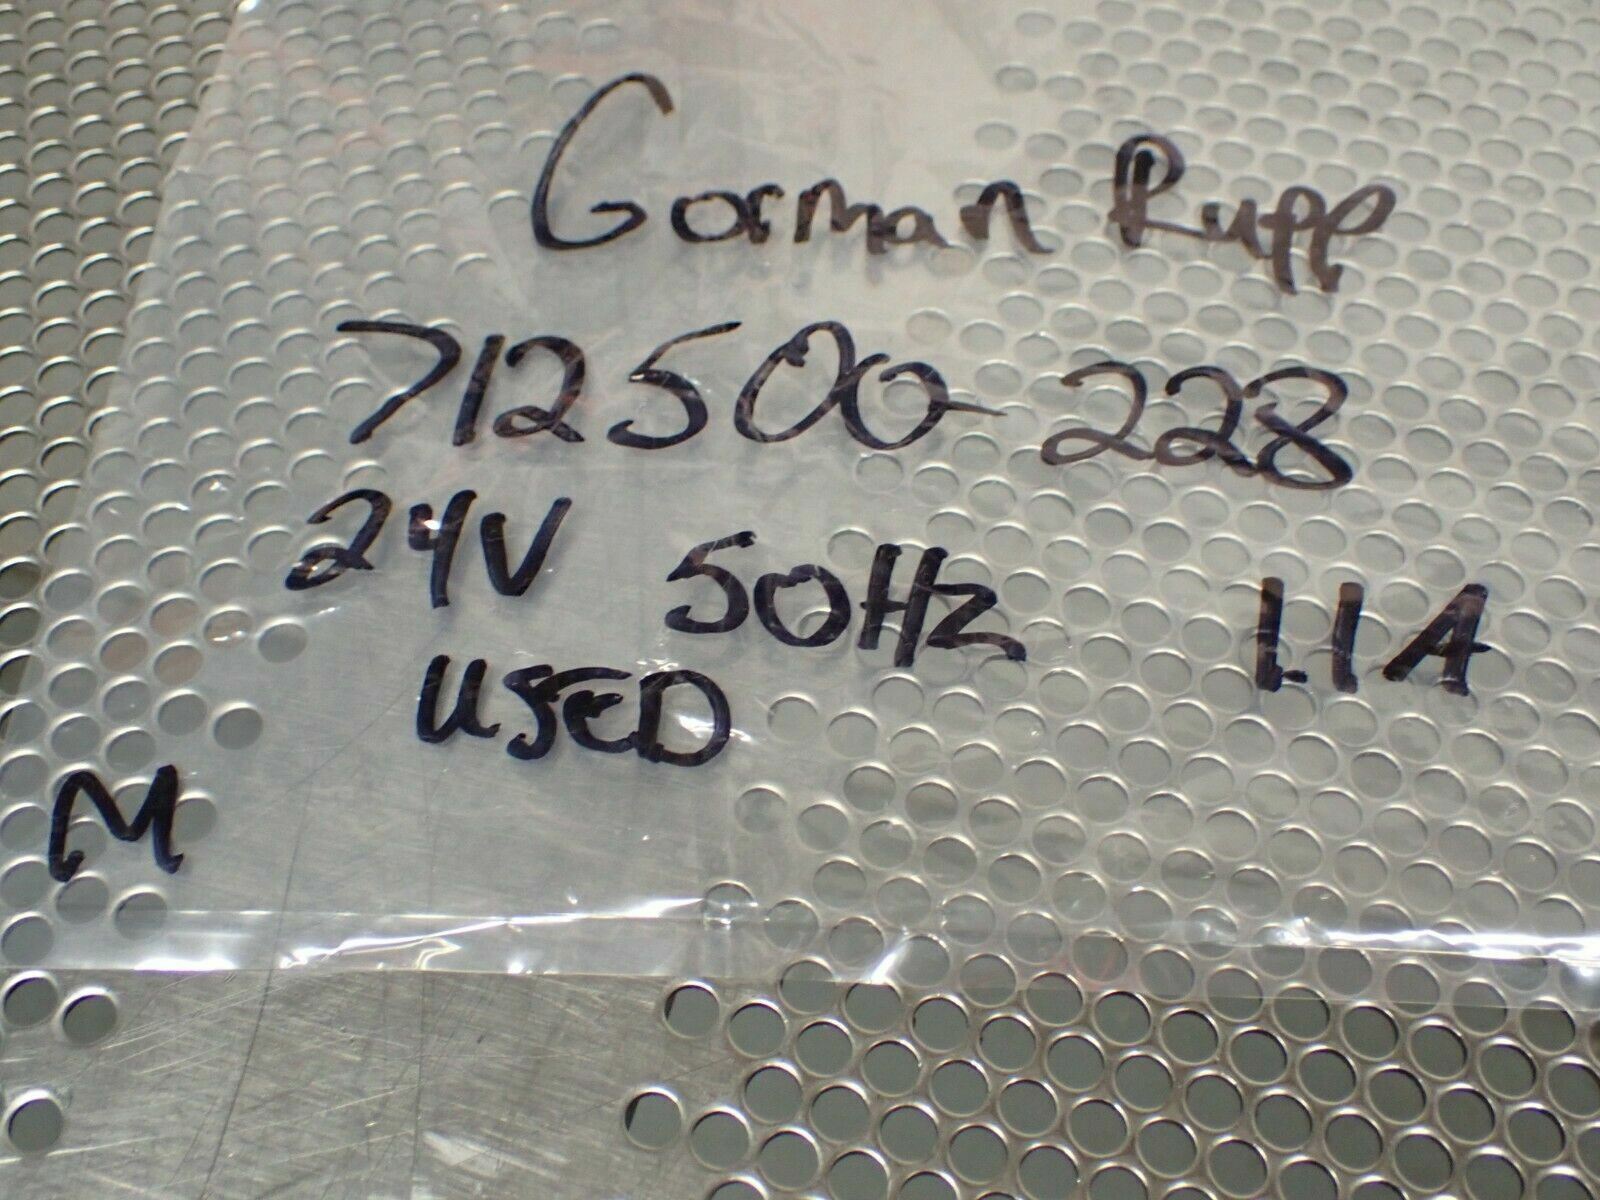 Gorman Rupp
712500-228
24V 50Hz 1.1A
USED
M